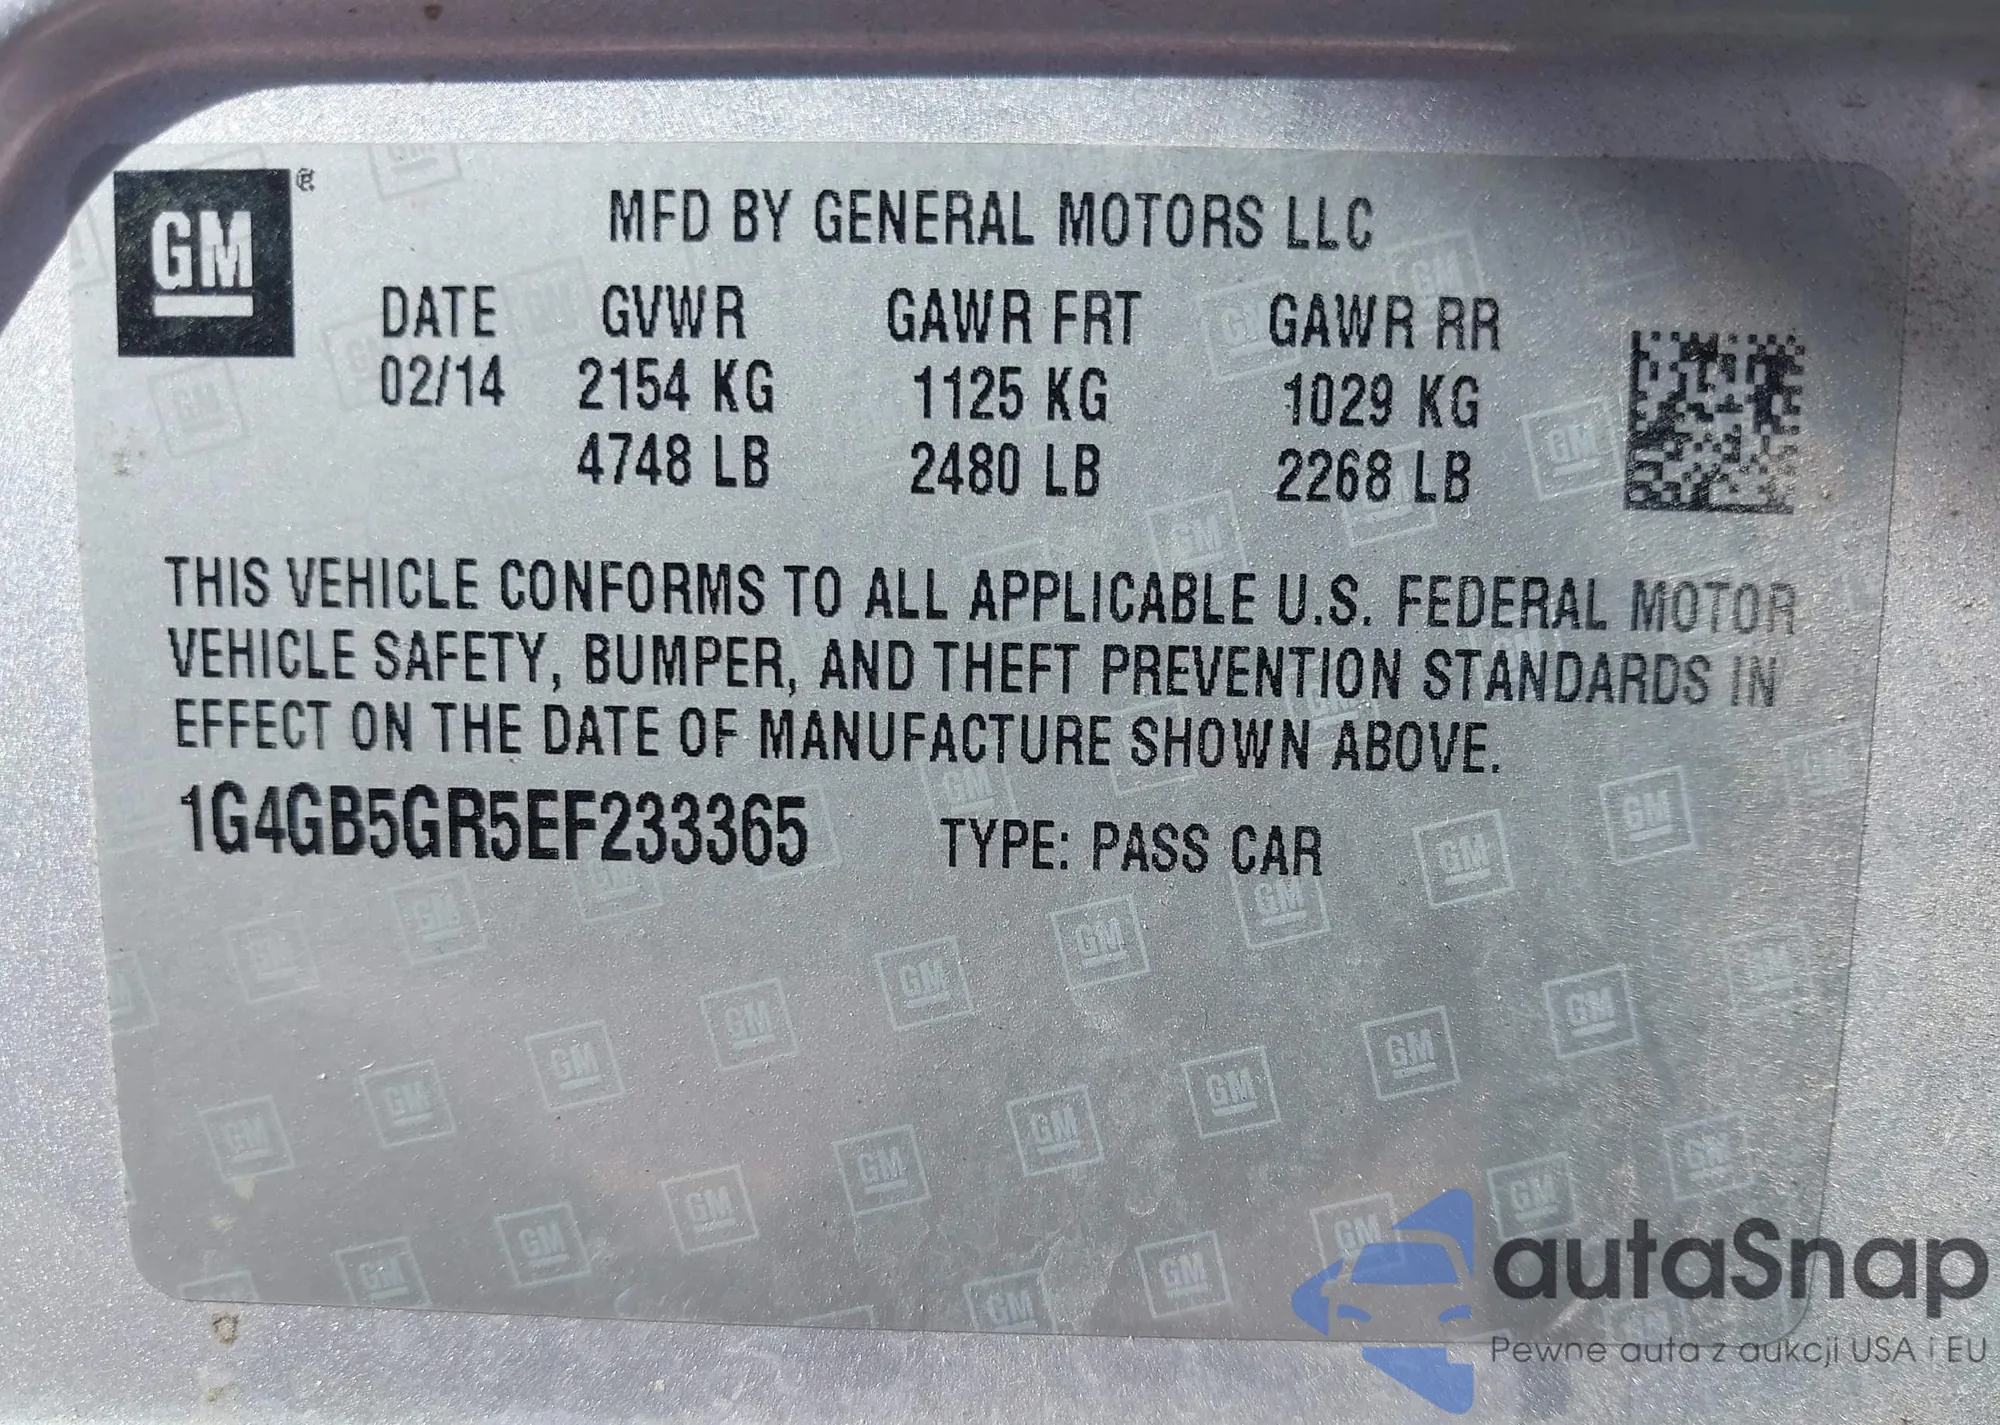 GM ®
MFD BY GENERAL MOTORS LLC
DATE GVWR GAWR FRT GAWR RR
02/14 2154 KG 1125 KG 1029 KG
4748 LB 2480 LB 2268 LB
THIS VEHICLE CONFORMS TO ALL APPLICABLE U.S. FEDERAL MOTOR
VEHICLE SAFETY, BUMPER, AND THEFT PREVENTION STANDARDS IN
EFFECT ON THE DATE OF MANUFACTURE SHOWN ABOVE.
1G4GB5GR5EF233365 TYPE: PASS CAR
autaSnap
Pewne auta z aukcji USA i EU